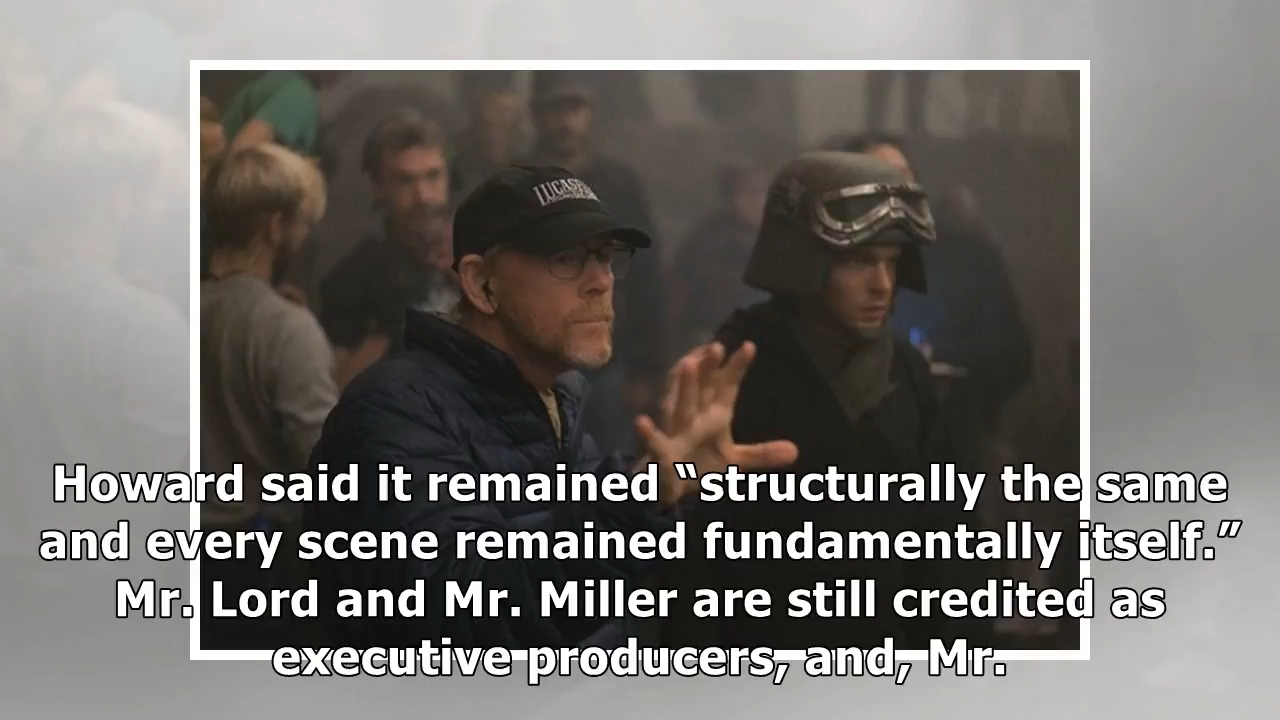 LUCASFILM
Howard said it remained “structurally the same
and every scene remained fundamentally itself.”
Mr. Lord and Mr. Miller are still credited as
executive producers, and, Mr.